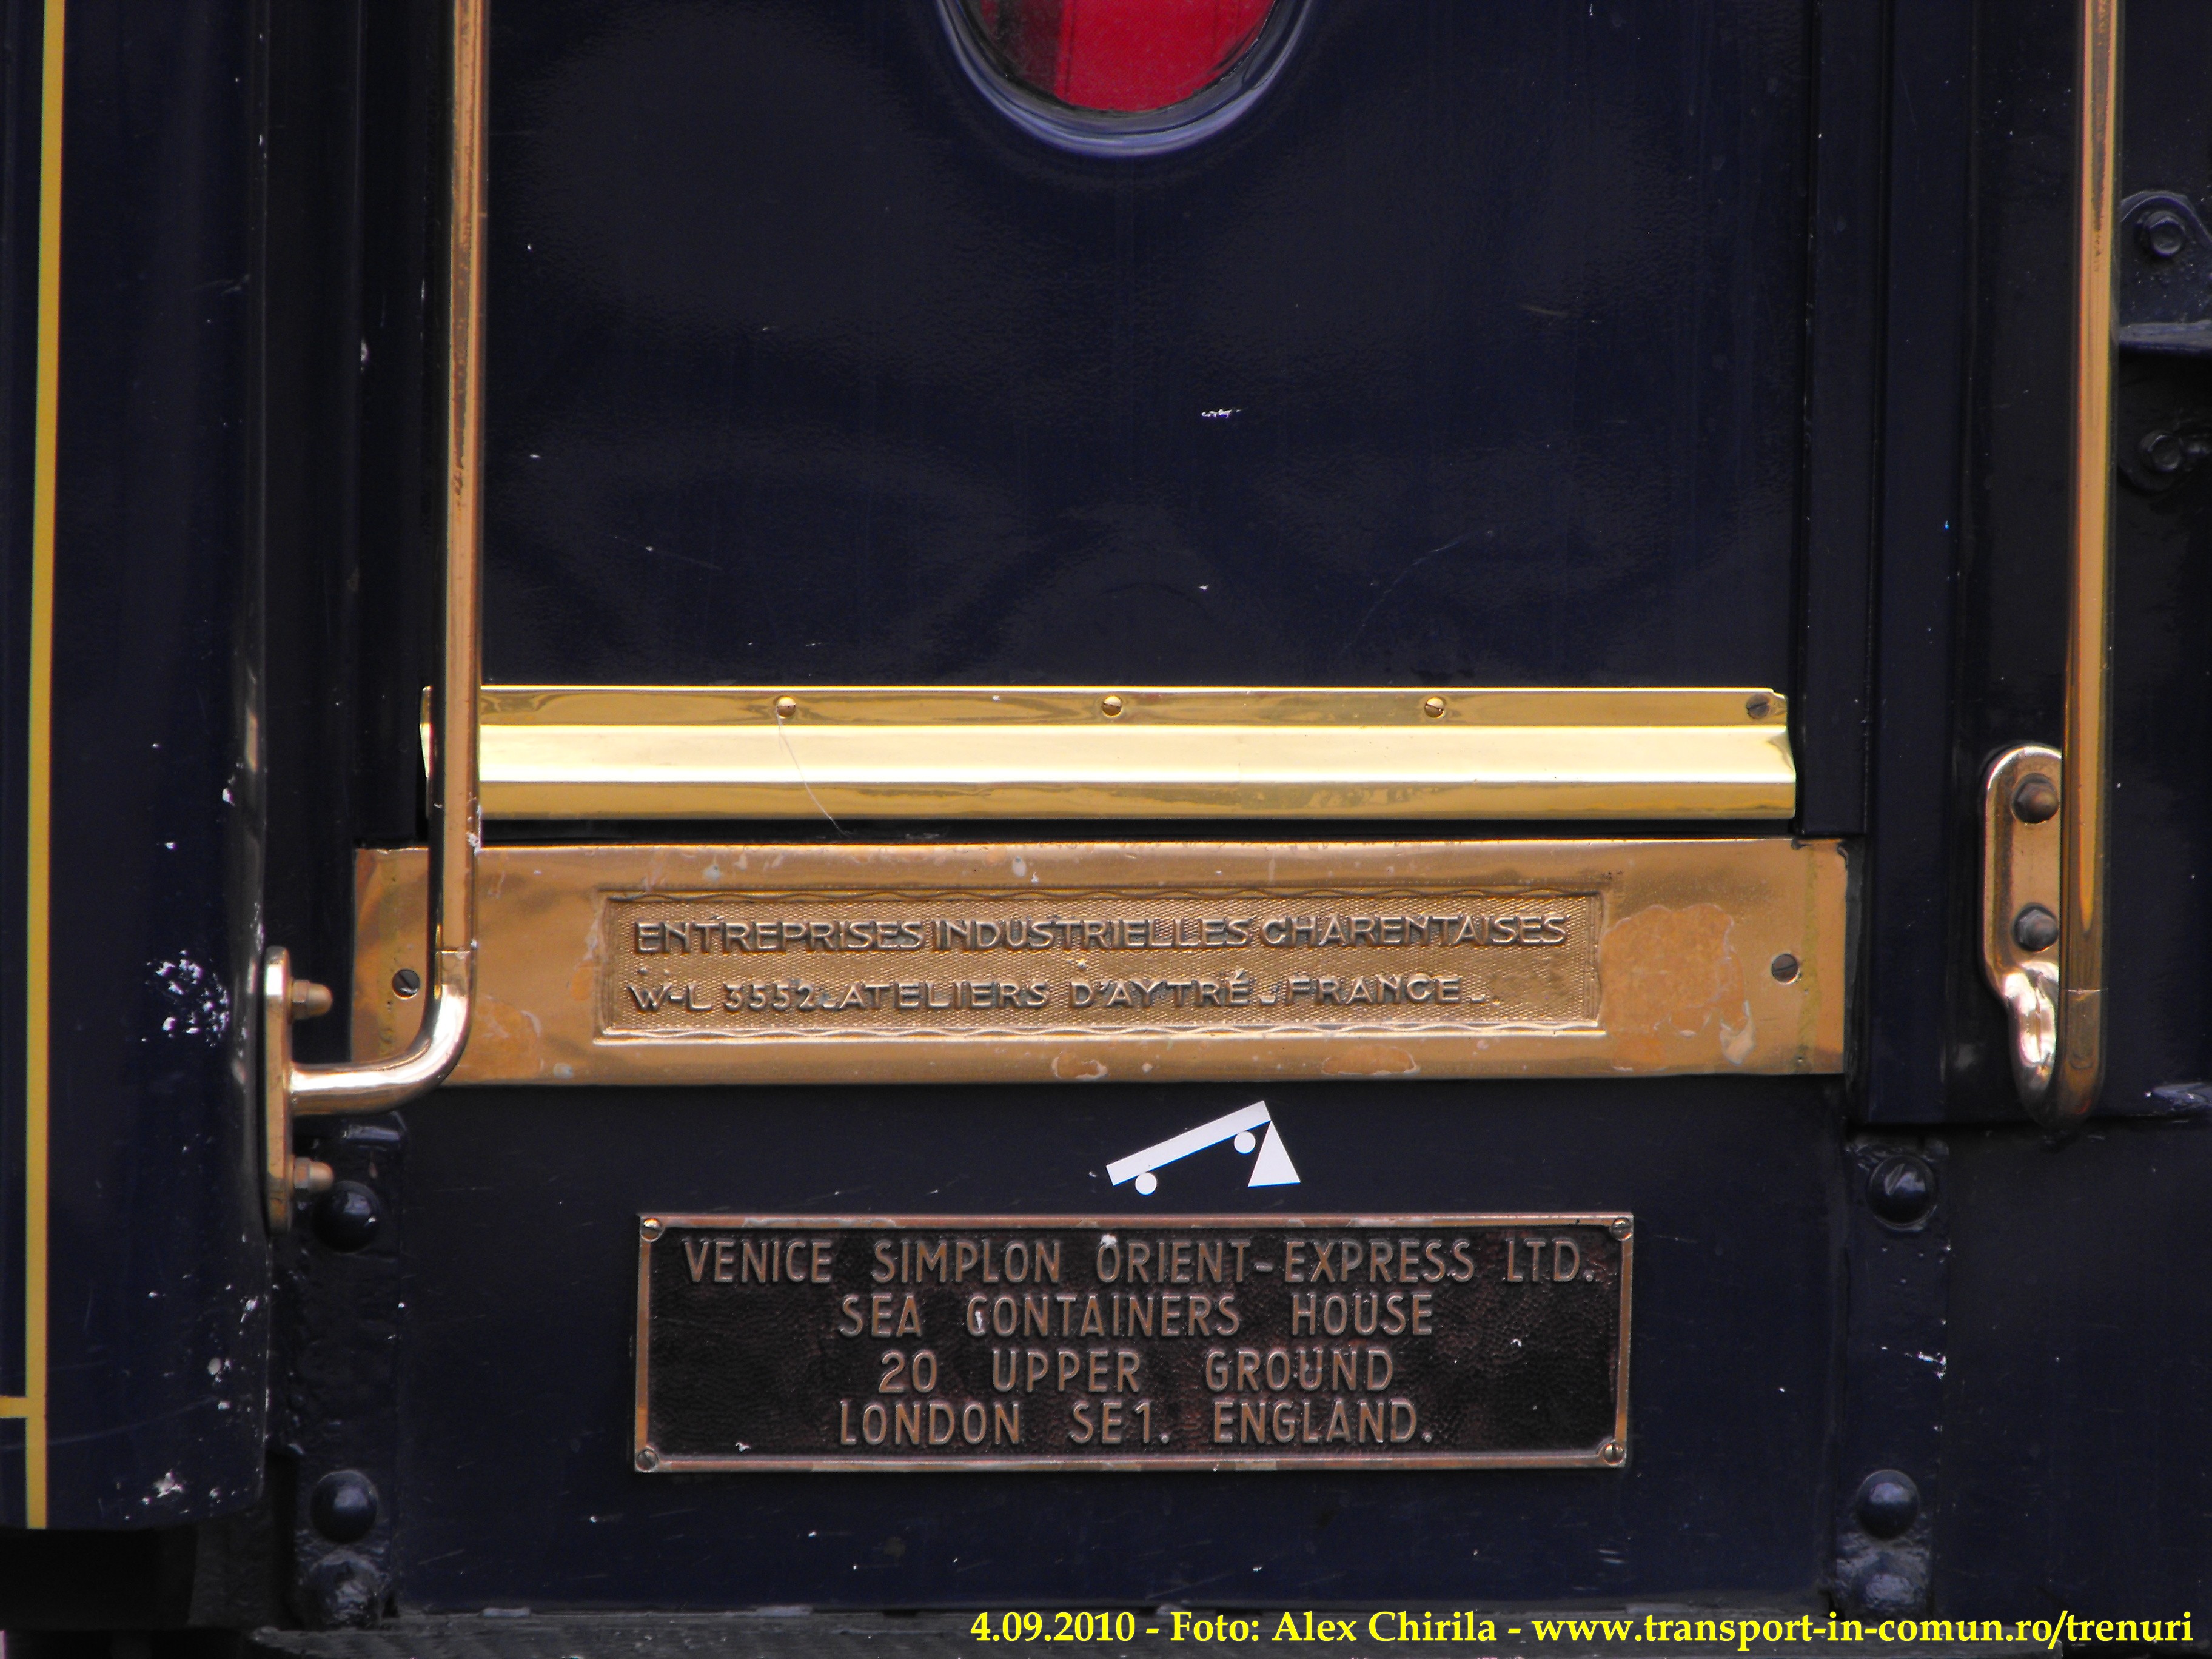 ENTREPRISES INDUSTRIELLES CHARENTAISES
W-L 3552-ATELIERS D'AYTRÉ-FRANCE-
VENICE SIMPLON ORIENT-EXPRESS LTD.
SEA CONTAINERS HOUSE
20 UPPER GROUND
LONDON SE1. ENGLAND.
4.09.2010 - Foto: Alex Chirila - www.transport-in-comun.ro/trenuri